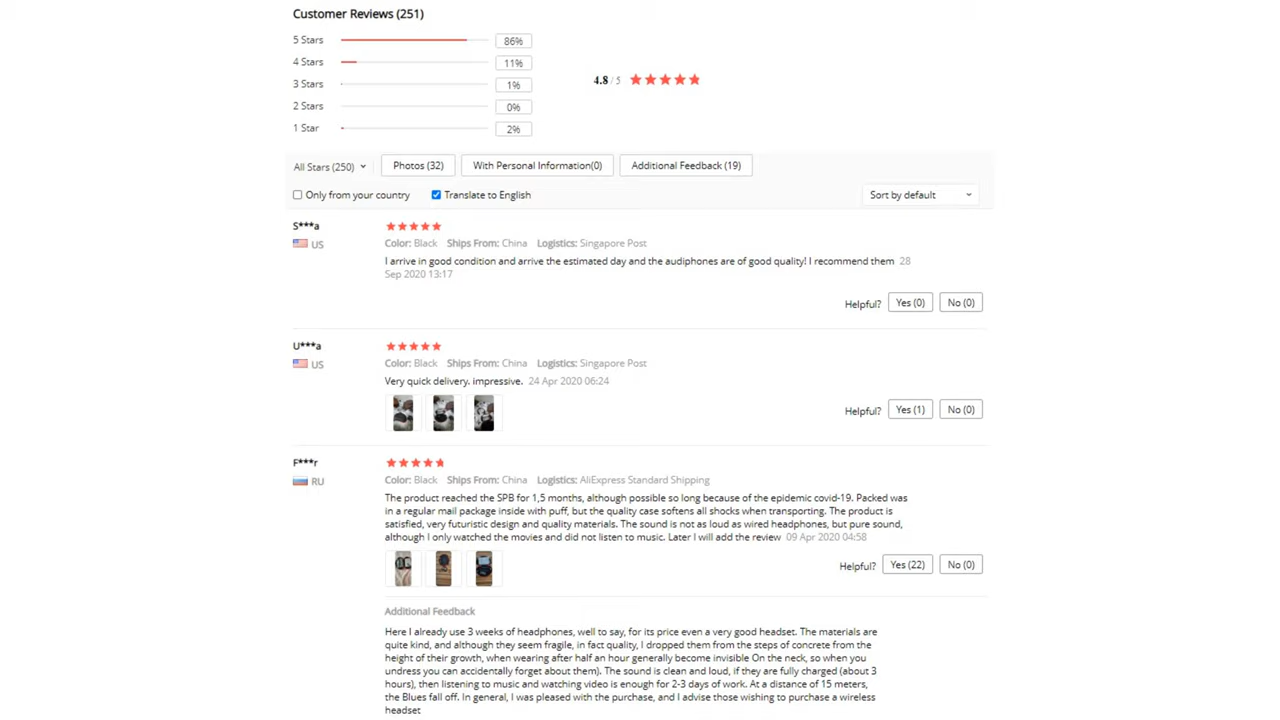 Customer Reviews (251)
5 Stars 86%
4 Stars 11%
3 Stars 1%
2 Stars 0%
1 Star 2%
4.8 / 5
All Stars (250) Photos (32) With Personal Information(0) Additional Feedback (19)
Only from your country Translate to English Sort by default
S***a
US
Color: Black Ships From: China Logistics: Singapore Post
I arrive in good condition and arrive the estimated day and the audiphones are of good quality! I recommend them 28
Sep 2020 13:17
Helpful? Yes (0) No (0)
U***a
US
Color: Black Ships From: China Logistics: Singapore Post
Very quick delivery. impressive. 24 Apr 2020 06:24
Helpful? Yes (1) No (0)
F***r
RU
Color: Black Ships From: China Logistics: AliExpress Standard Shipping
The product reached the SPB for 1,5 months, although possible so long because of the epidemic covid-19. Packed was
in a regular mail package inside with puff, but the quality case softens all shocks when transporting. The product is
satisfied, very futuristic design and quality materials. The sound is not as loud as wired headphones, but pure sound,
although I only watched the movies and did not listen to music. Later I will add the review 09 Apr 2020 04:58
Helpful? Yes (22) No (0)
Additional Feedback
Here I already use 3 weeks of headphones, well to say, for its price even a very good headset. The materials are
quite kind, and although they seem fragile, in fact quality, I dropped them from the steps of concrete from the
height of their growth, when wearing after half an hour generally become invisible On the neck, so when you
undress you can accidentally forget about them). The sound is clean and loud, if they are fully charged (about 3
hours), then listening to music and watching video is enough for 2-3 days of work. At a distance of 15 meters,
the Blues fall off. In general, I was pleased with the purchase, and I advise those wishing to purchase a wireless
headset